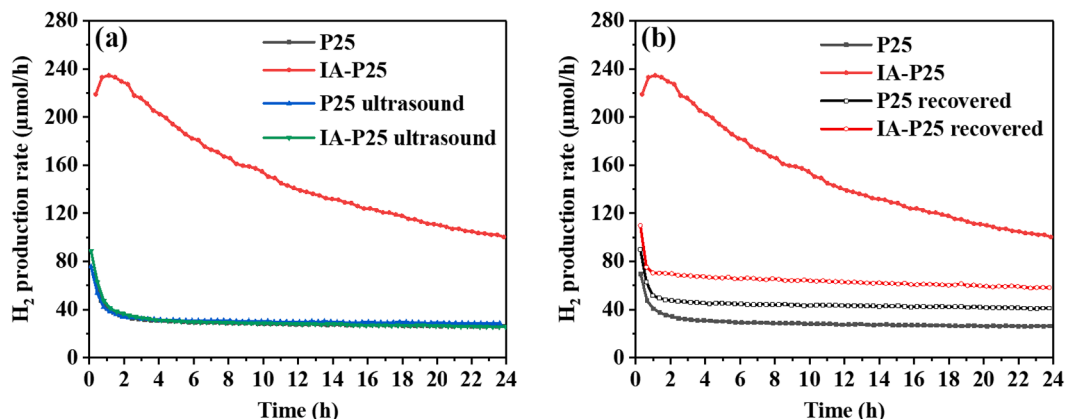 (a)
P25
IA-P25
P25 ultrasound
IA-P25 ultrasound
H₂ production rate (μmol/h)
280
240
200
160
120
80
40
0
0 2 4 6 8 10 12 14 16 18 20 22 24
Time (h)
(b)
P25
IA-P25
P25 recovered
IA-P25 recovered
H₂ production rate (μmol/h)
280
240
200
160
120
80
40
0
0 2 4 6 8 10 12 14 16 18 20 22 24
Time (h)